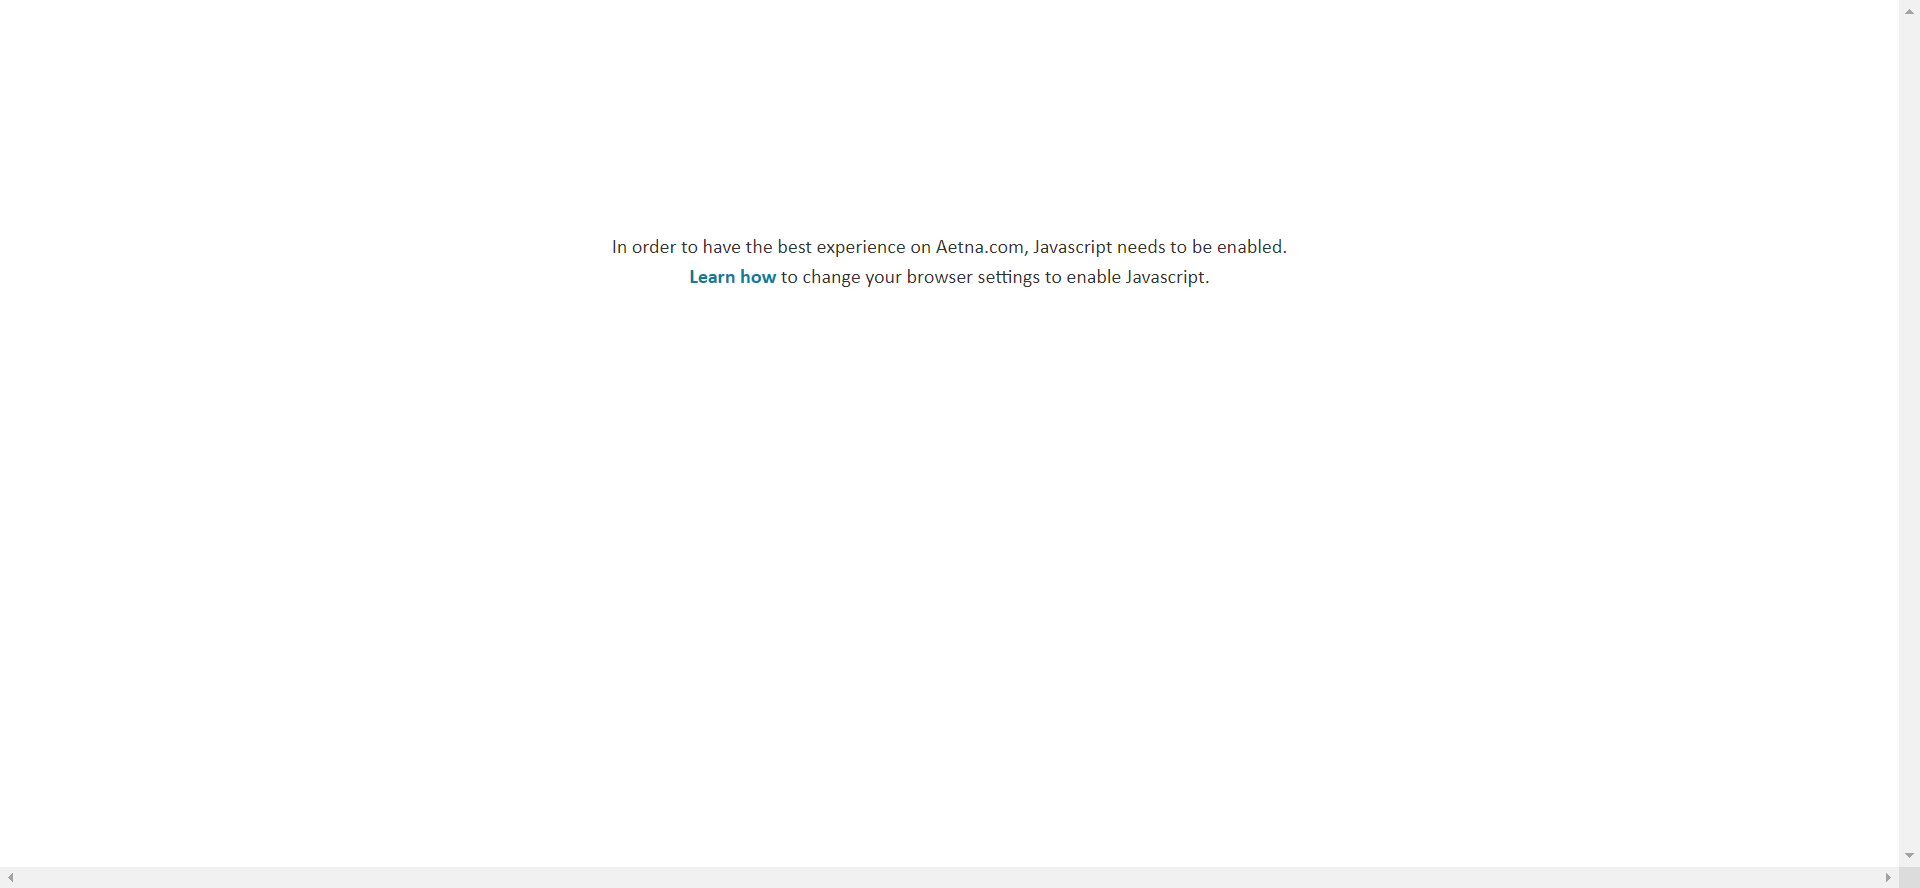 In order to have the best experience on Aetna.com, Javascript needs to be enabled.
Learn how to change your browser settings to enable Javascript.